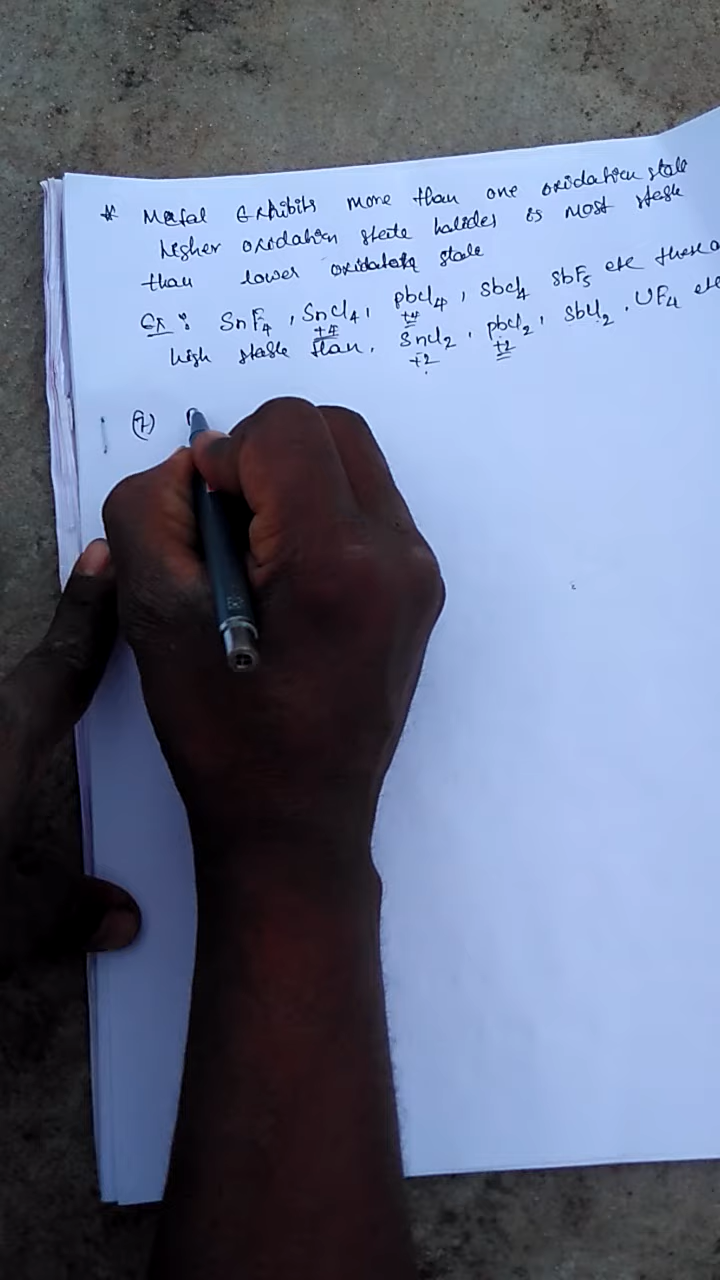 * Metal Exhibits more than one oxidation state
higher oxidation state halides is most stable
than lower oxidation state
Ex : SnF4, SnCl4, PbCl4, SbCl4 SbF5 etc these a
+4 +4
high stable than. SnCl2, PbCl2, SbCl2. UF4 etc
+2 +2
(7)